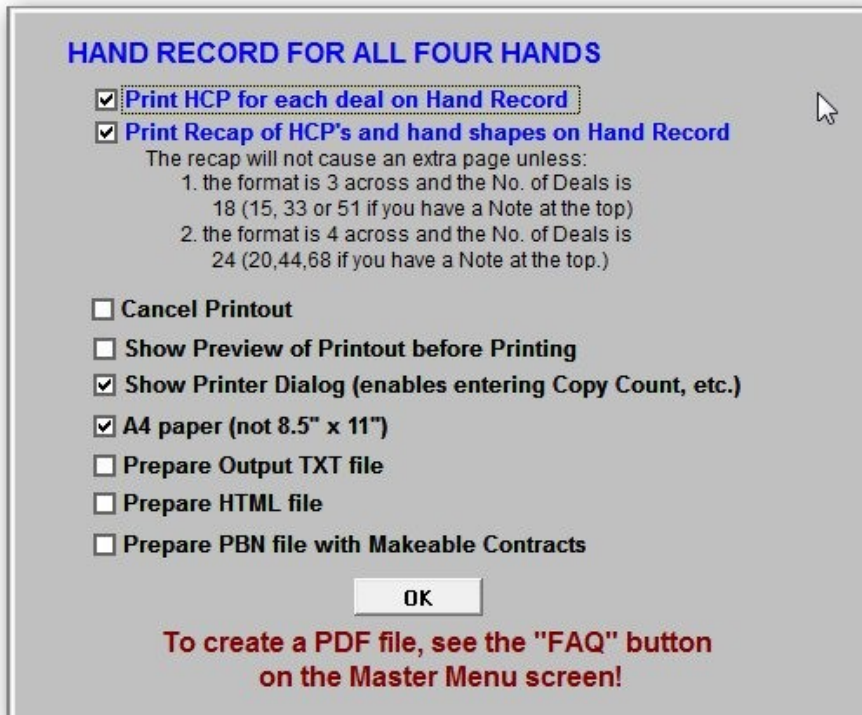 HAND RECORD FOR ALL FOUR HANDS
Print HCP for each deal on Hand Record
Print Recap of HCP's and hand shapes on Hand Record
The recap will not cause an extra page unless:
1. the format is 3 across and the No. of Deals is
18 (15, 33 or 51 if you have a Note at the top)
2. the format is 4 across and the No. of Deals is
24 (20,44,68 if you have a Note at the top.)
Cancel Printout
Show Preview of Printout before Printing
Show Printer Dialog (enables entering Copy Count, etc.)
A4 paper (not 8.5" x 11")
Prepare Output TXT file
Prepare HTML file
Prepare PBN file with Makeable Contracts
OK
To create a PDF file, see the "FAQ" button
on the Master Menu screen!